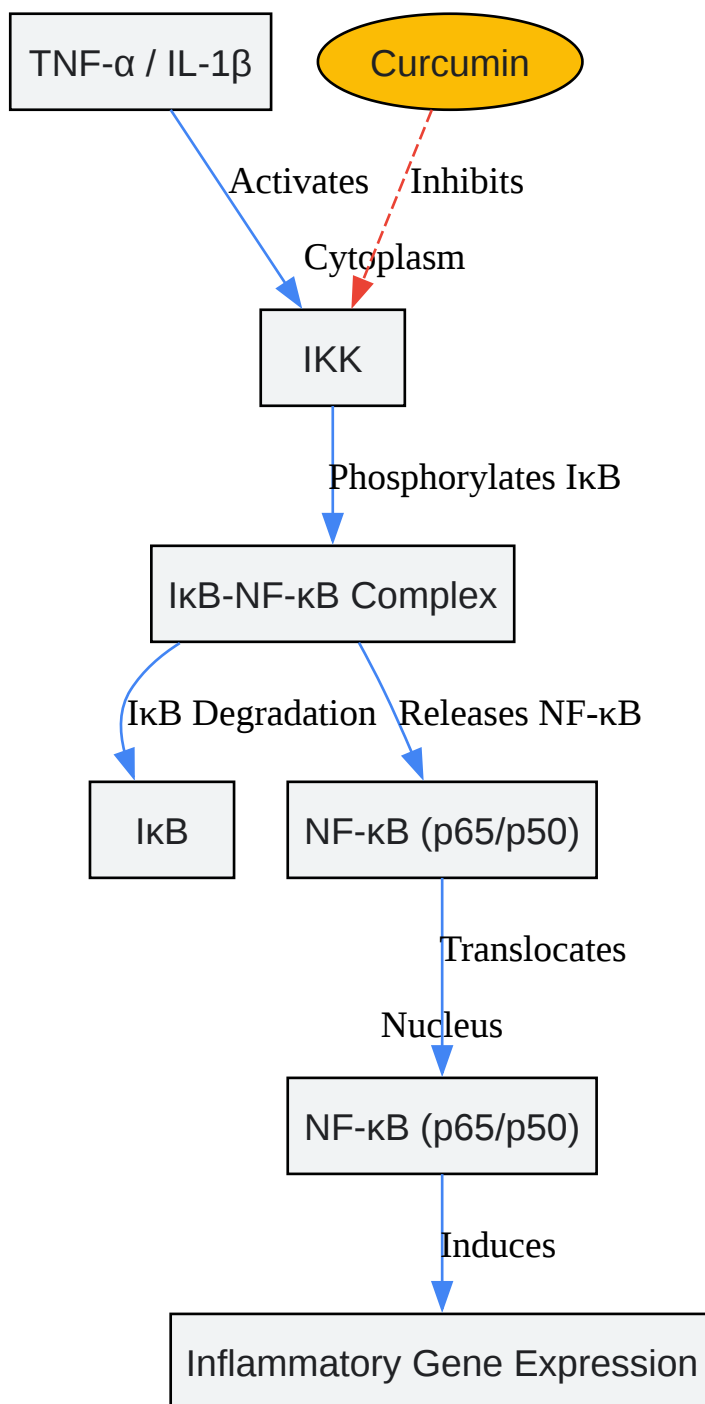 TNF-α / IL-1β
Curcumin
Activates
Inhibits
Cytoplasm
IKK
Phosphorylates IκB
IκB-NF-κB Complex
IκB Degradation
Releases NF-κB
IκB
NF-κB (p65/p50)
Translocates
Nucleus
NF-κB (p65/p50)
Induces
Inflammatory Gene Expression